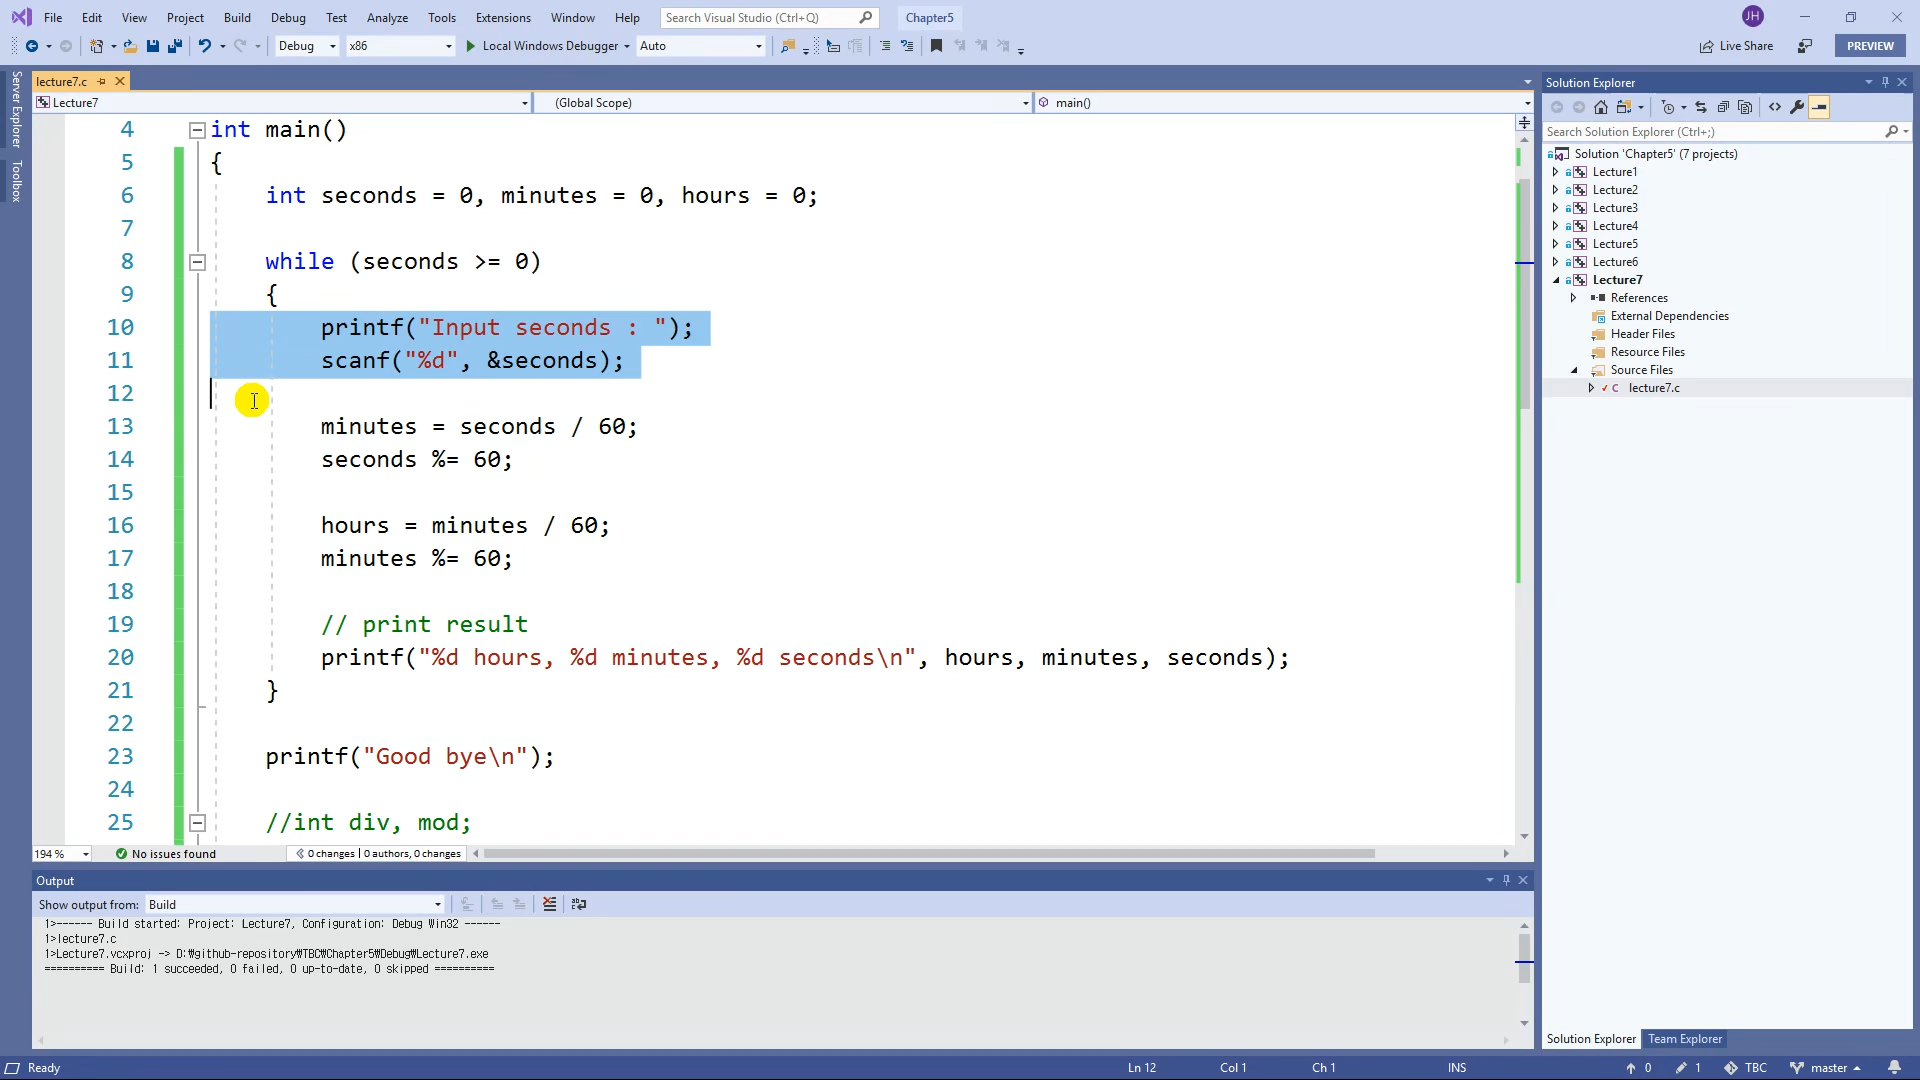 File Edit View Project Build Debug Test Analyze Tools Extensions Window Help Search Visual Studio (Ctrl+Q) Chapter5 JH
Debug x86 Local Windows Debugger Auto Live Share PREVIEW
Server Explorer
Toolbox
lecture7.c
Lecture7 (Global Scope) main()
4 int main()
5 {
6 int seconds = 0, minutes = 0, hours = 0;
7
8 while (seconds >= 0)
9 {
10 printf("Input seconds : ");
11 scanf("%d", &seconds);
12
13 minutes = seconds / 60;
14 seconds %= 60;
15
16 hours = minutes / 60;
17 minutes %= 60;
18
19 // print result
20 printf("%d hours, %d minutes, %d seconds\n", hours, minutes, seconds);
21 }
22
23 printf("Good bye\n");
24
25 //int div, mod;
194 % No issues found 0 changes | 0 authors, 0 changes
Output
Show output from: Build
1>------ Build started: Project: Lecture7, Configuration: Debug Win32 ------
1>lecture7.c
1>Lecture7.vcxproj -> D:₩github-repository₩TBC₩Chapter5₩Debug₩Lecture7.exe
========== Build: 1 succeeded, 0 failed, 0 up-to-date, 0 skipped ==========
Solution Explorer
Search Solution Explorer (Ctrl+;)
Solution 'Chapter5' (7 projects)
Lecture1
Lecture2
Lecture3
Lecture4
Lecture5
Lecture6
Lecture7
References
External Dependencies
Header Files
Resource Files
Source Files
lecture7.c
Solution Explorer Team Explorer
Ready Ln 12 Col 1 Ch 1 INS 0 1 TBC master